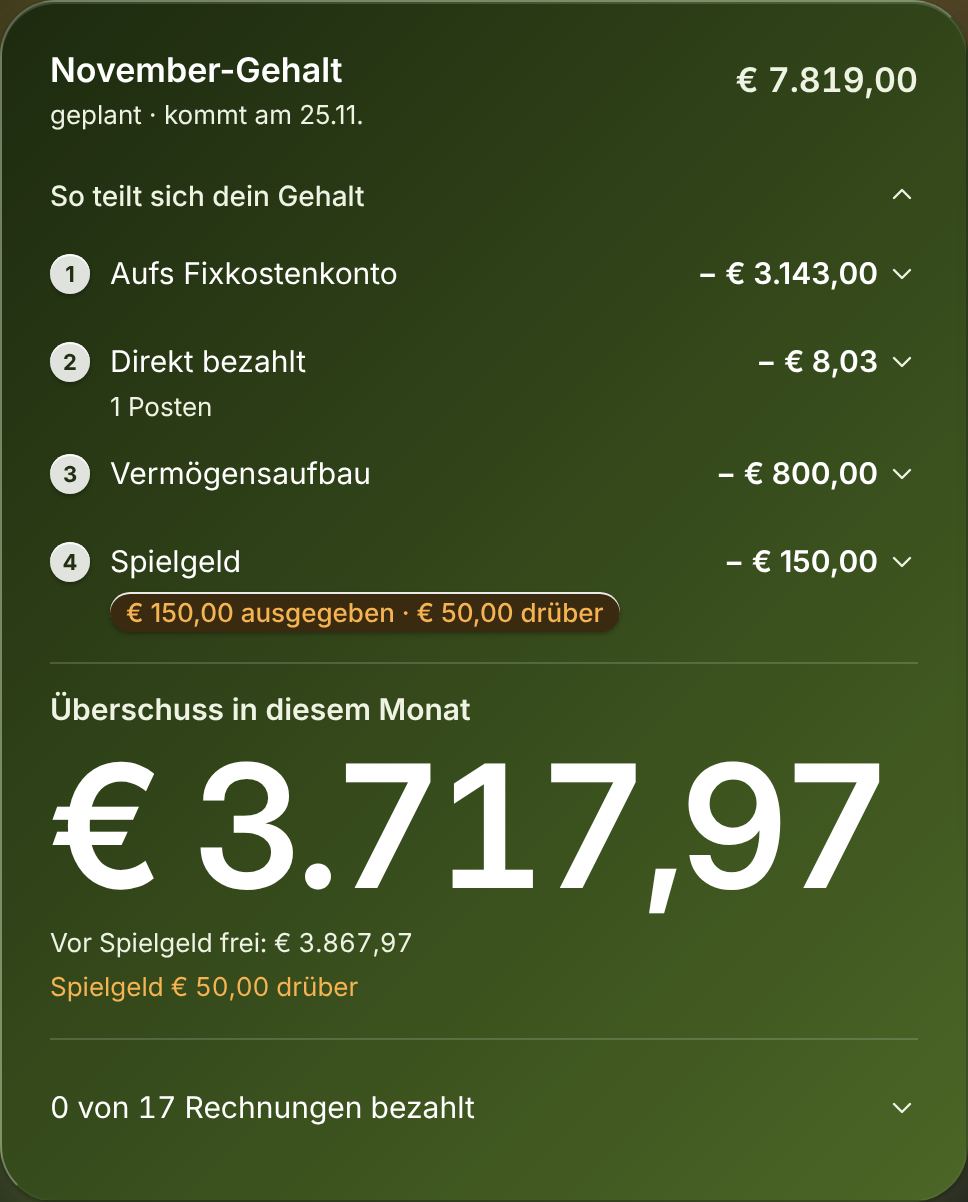 November-Gehalt
€ 7.819,00
geplant · kommt am 25.11.
So teilt sich dein Gehalt
1 Aufs Fixkostenkonto – € 3.143,00
2 Direkt bezahlt – € 8,03
1 Posten
3 Vermögensaufbau – € 800,00
4 Spielgeld – € 150,00
€ 150,00 ausgegeben · € 50,00 drüber
Überschuss in diesem Monat
€ 3.717,97
Vor Spielgeld frei: € 3.867,97
Spielgeld € 50,00 drüber
0 von 17 Rechnungen bezahlt